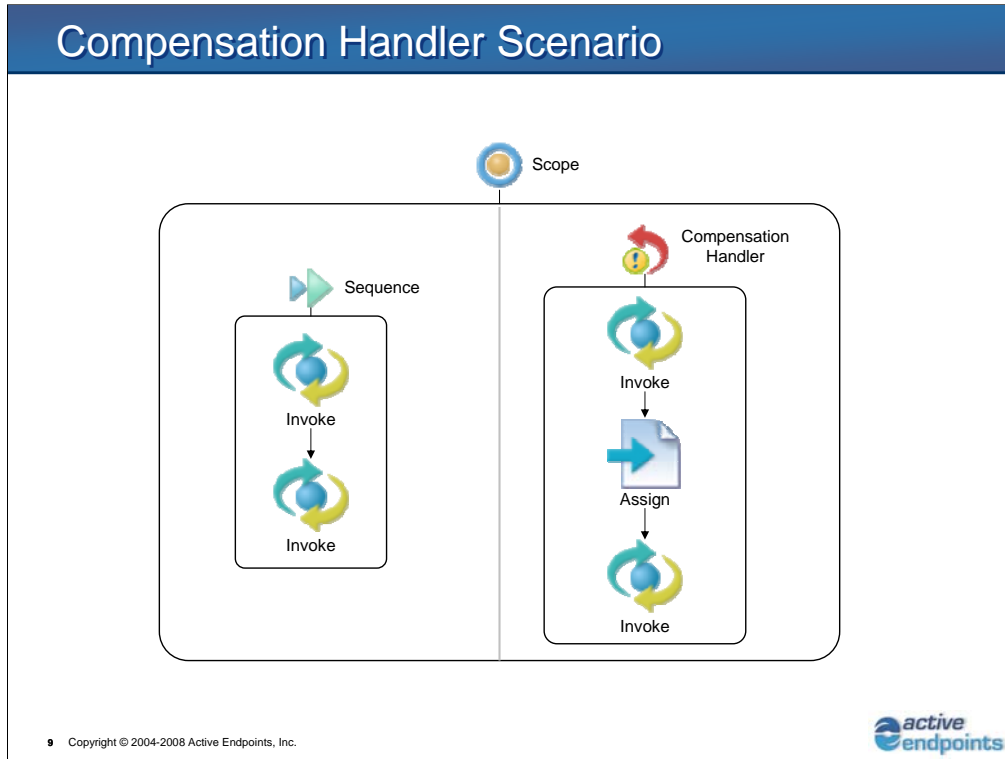 Compensation Handler Scenario
Scope
Sequence
Invoke
Invoke
Compensation
Handler
Invoke
Assign
Invoke
9 Copyright © 2004-2008 Active Endpoints, Inc.
active
endpoints